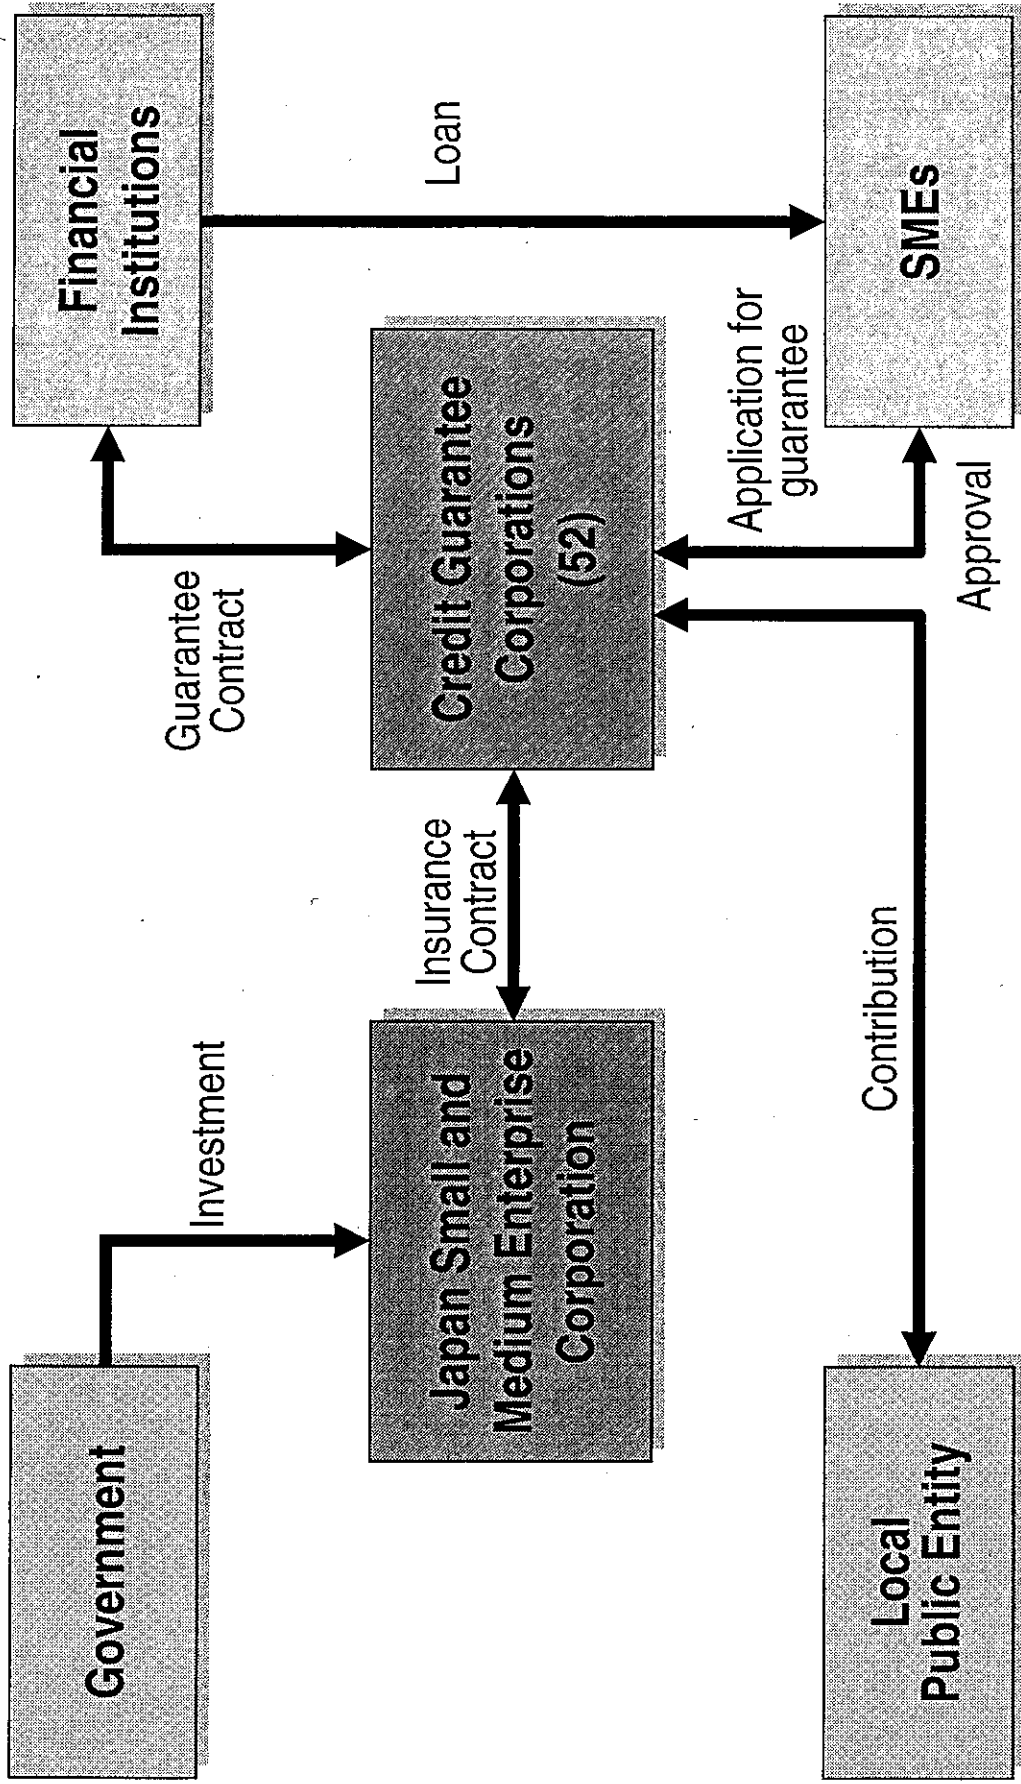 Government
Investment
Japan Small and
Medium Enterprise
Corporation
Insurance
Contract
Guarantee
Contract
Credit Guarantee
Corporations
(52)
Financial
Institutions
Loan
Application for
guarantee
Approval
SMEs
Contribution
Local
Public Entity